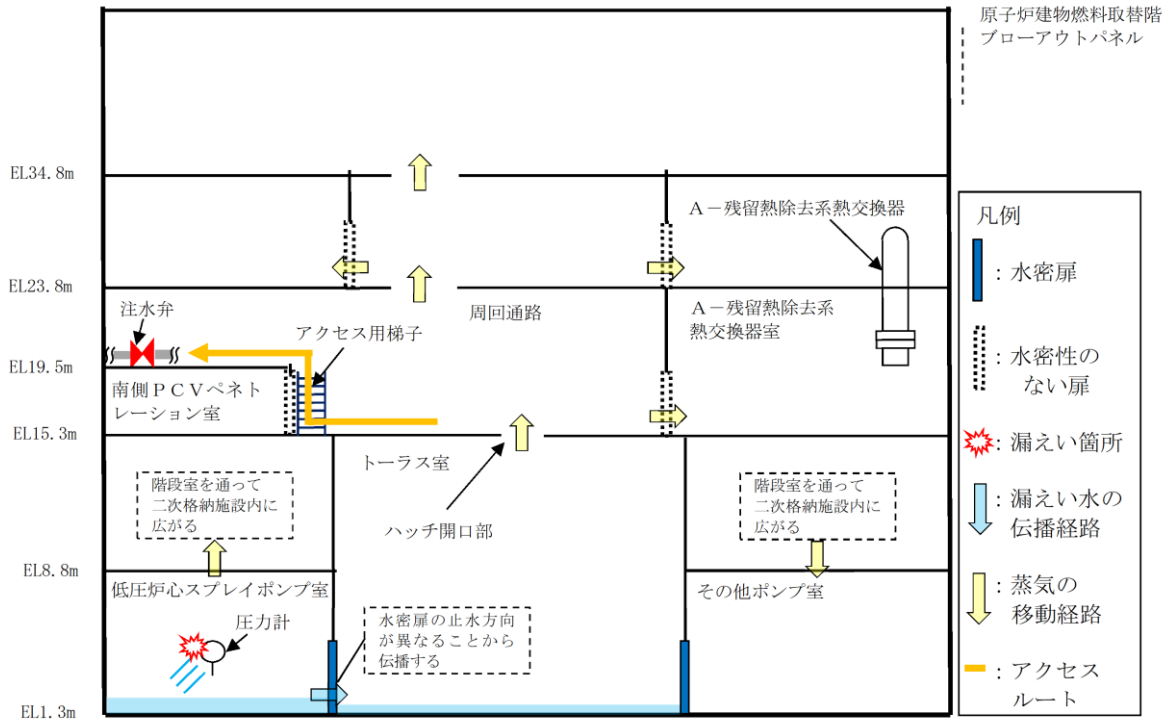 原子炉建物燃料取替階
ブローアウトパネル
EL34.8m
A－残留熱除去系熱交換器
EL23.8m
注水弁
アクセス用梯子
周回通路
A－残留熱除去系
熱交換器室
EL19.5m
南側PCVペネト
レーション室
EL15.3m
トーラス室
階段室を通って
二次格納施設内に
広がる
ハッチ開口部
階段室を通って
二次格納施設内に
広がる
EL8.8m
低圧炉心スプレイポンプ室
その他ポンプ室
圧力計
水密扉の止水方向
が異なることから
伝播する
EL1.3m
凡例
：水密扉
：水密性の
ない扉
：漏えい箇所
：漏えい水の
伝播経路
：蒸気の
移動経路
：アクセス
ルート